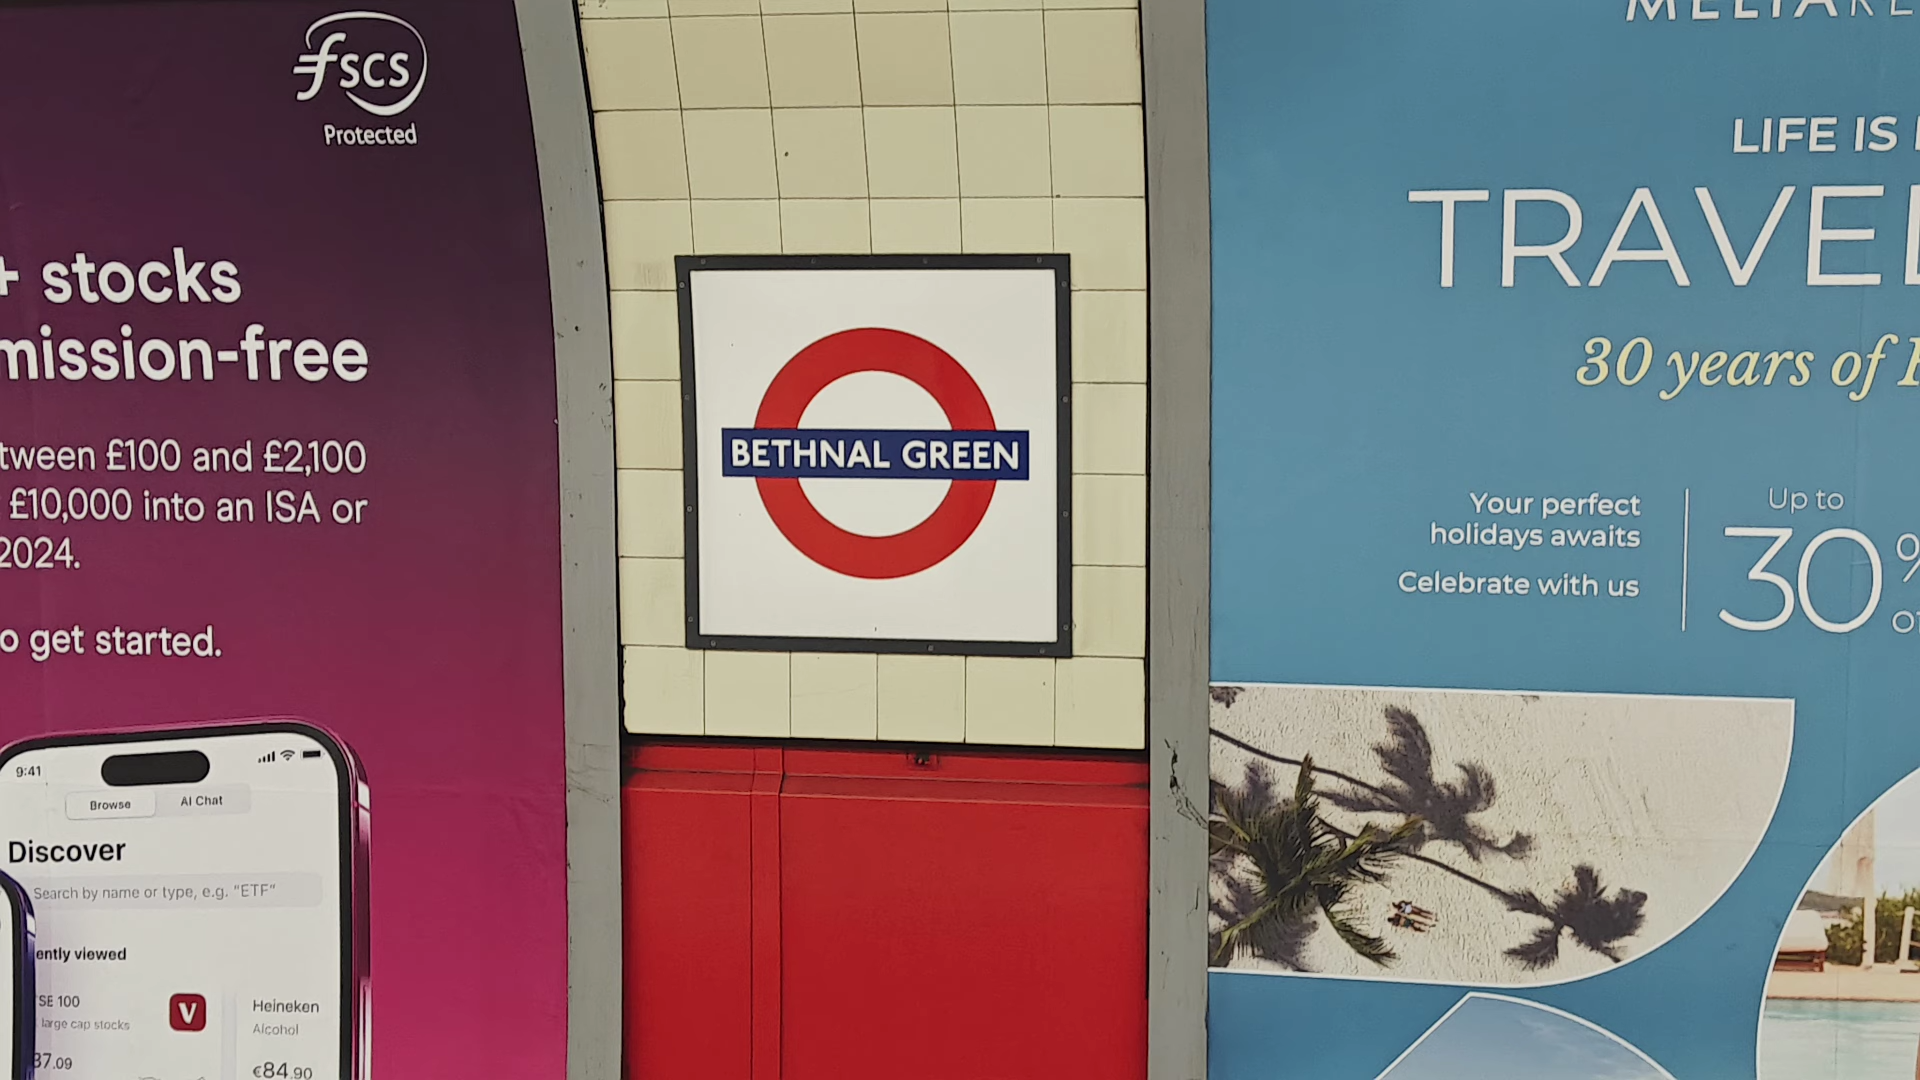 fscs
Protected
+ stocks
mission-free
tween £100 and £2,100
£10,000 into an ISA or
2024.
o get started.
9:41
Browse
AI Chat
Discover
Search by name or type, e.g. "ETF"
ently viewed
SE 100
large cap stocks
37.09
V
Heineken
Alcohol
€84.90
BETHNAL GREEN
LIFE IS
TRAVEL
30 years of
Your perfect
holidays awaits
Celebrate with us
Up to
30%